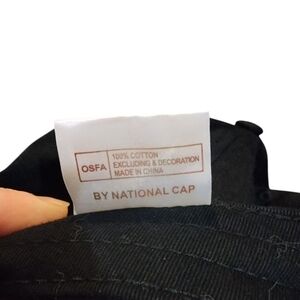 OSFA
100% COTTON
EXCLUDING & DECORATION
MADE IN CHINA
BY NATIONAL CAP